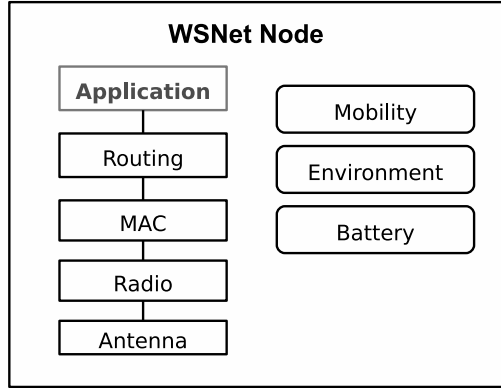 WSNet Node
Application
Routing
MAC
Radio
Antenna
Mobility
Environment
Battery